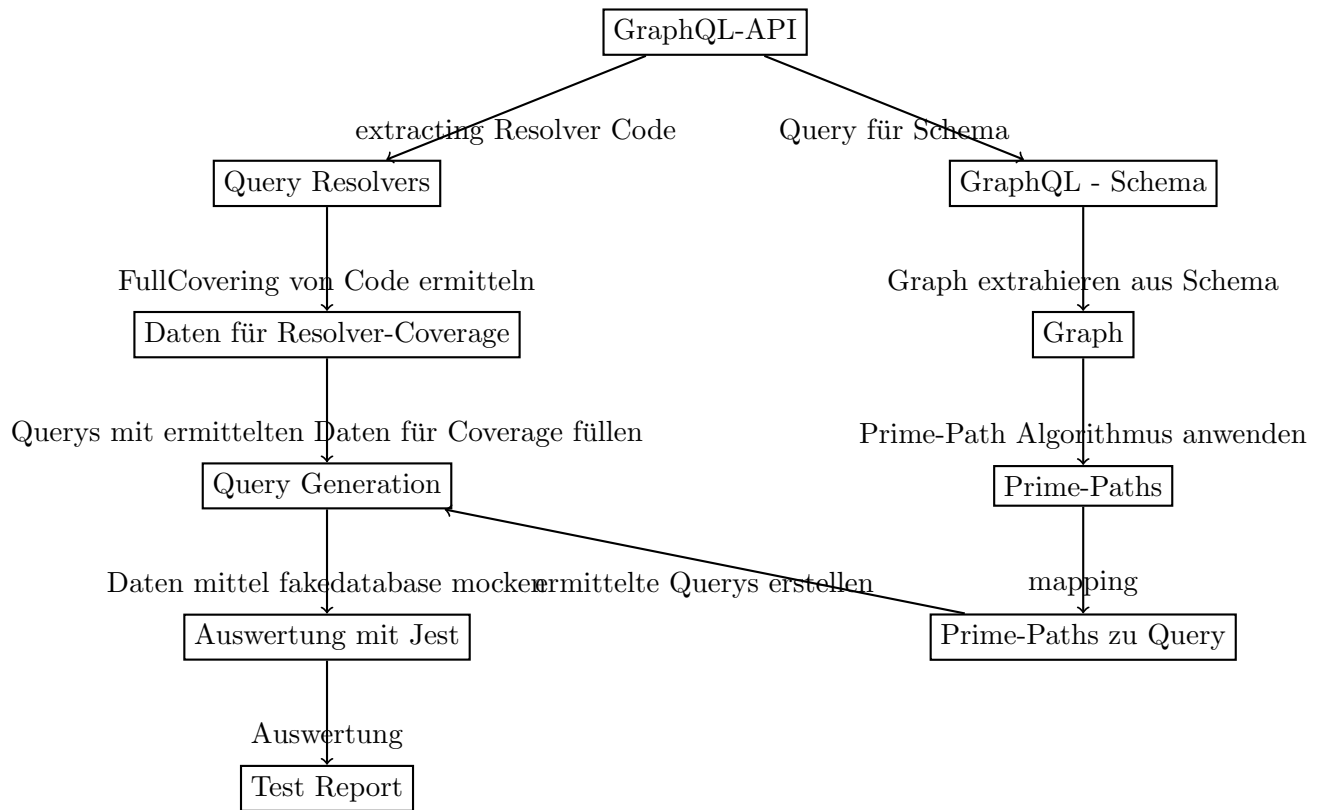 GraphQL-API
extracting Resolver Code
Query für Schema
Query Resolvers
GraphQL - Schema
FullCovering von Code ermitteln
Graph extrahieren aus Schema
Daten für Resolver-Coverage
Graph
Querys mit ermittelten Daten für Coverage füllen
Prime-Path Algorithmus anwenden
Query Generation
Prime-Paths
Daten mittel fakedatabase mocken
ermittelte Querys erstellen
mapping
Auswertung mit Jest
Prime-Paths zu Query
Auswertung
Test Report